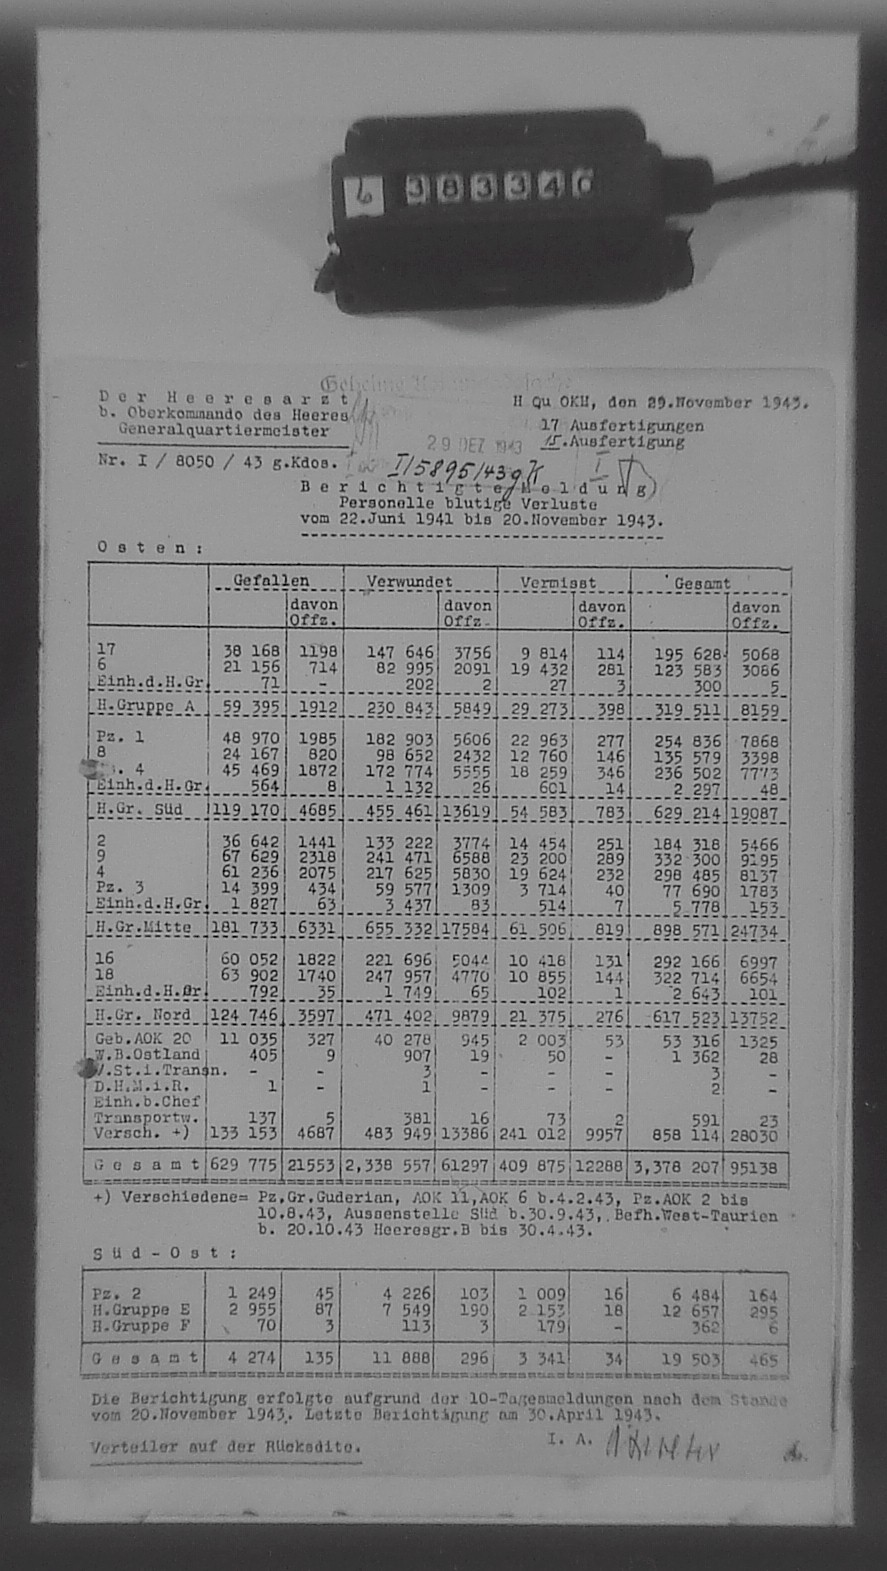 6 383340
Geheime
Der Heeresarzt H Qu OKH, den 29.November 1943.
b. Oberkommando des Heeres 17 Ausfertigungen
Generalquartiermeister 29 DEZ 1943 15.Ausfertigung
Nr. I / 8050 / 43 g.Kdos. I/5895/43 gK
Berichtigte Meldung)
Personelle blutige Verluste
vom 22.Juni 1941 bis 20.November 1943.
Osten:
Gefallen Verwundet Vermisst Gesamt
davon Offz. davon Offz. davon Offz. davon Offz.
17 38 168 1198 147 646 3756 9 814 114 195 628 5068
6 21 156 714 82 995 2091 19 432 281 123 583 3086
Einh.d.H.Gr. 71 - 202 2 27 3 300 5
H.Gruppe A 59 395 1912 230 843 5849 29 273 398 319 511 8159
Pz. 1 48 970 1985 182 903 5606 22 963 277 254 836 7868
8 24 167 820 98 652 2432 12 760 146 135 579 3398
4 45 469 1872 172 774 5555 18 259 346 236 502 7773
Einh.d.H.Gr. 564 8 1 132 26 601 14 2 297 48
H.Gr. Süd 119 170 4685 455 461 13619 54 583 783 629 214 19087
2 36 642 1441 133 222 3774 14 454 251 184 318 5466
9 67 629 2318 241 471 6588 23 200 289 332 300 9195
4 61 236 2075 217 625 5830 19 624 232 298 485 8137
Pz. 3 14 399 434 59 577 1309 3 714 40 77 690 1783
Einh.d.H.Gr. 1 827 63 3 437 83 514 7 5 778 153
H.Gr.Mitte 181 733 6331 655 332 17584 61 506 819 898 571 24734
16 60 052 1822 221 696 5044 10 418 131 292 166 6997
18 63 902 1740 247 957 4770 10 855 144 322 714 6654
Einh.d.H.Gr. 792 35 1 749 65 102 1 2 643 101
H.Gr. Nord 124 746 3597 471 402 9879 21 375 276 617 523 13752
Geb.AOK 20 11 035 327 40 278 945 2 003 53 53 316 1325
W.B.Ostland 405 9 907 19 50 - 1 362 28
W.St.i.Transn. - - 3 - - - 3 -
D.H.M.i.R. 1 - 1 - - - 2 -
Einh.b.Chef
Transportw. 137 5 381 16 73 2 591 23
Versch. +) 133 153 4687 483 949 13386 241 012 9957 858 114 28030
Gesamt 629 775 21553 2,338 557 61297 409 875 12288 3,378 207 95138
+) Verschiedene= Pz.Gr.Guderian, AOK 11,AOK 6 b.4.2.43, Pz.AOK 2 bis
10.8.43, Aussenstelle Süd b.30.9.43, Befh.West-Taurien
b. 20.10.43 Heeresgr.B bis 30.4.43.
Süd-Ost:
Pz. 2 1 249 45 4 226 103 1 009 16 6 484 164
H.Gruppe E 2 955 87 7 549 190 2 153 18 12 657 295
H.Gruppe F 70 3 113 3 179 - 362 6
Gesamt 4 274 135 11 888 296 3 341 34 19 503 465
Die Berichtigung erfolgte aufgrund der 10-Tagesmeldungen nach dem Stande
vom 20.November 1943. Letzte Berichtigung am 30.April 1943.
I. A.
Verteiler auf der Rückseite.